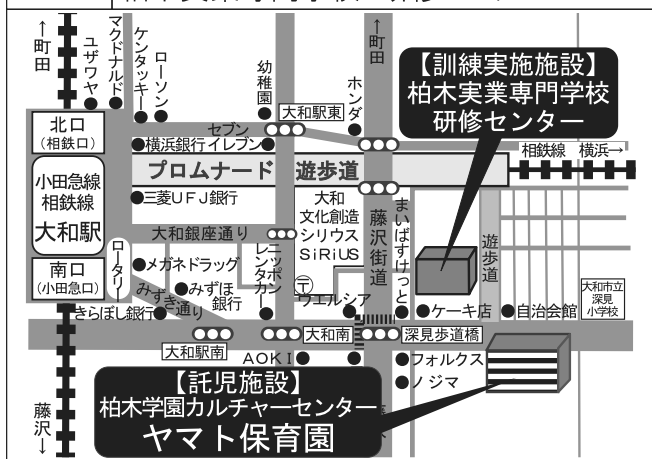 ←町田
ユザワヤ
マクドナルド
ケンタッキー
ローソン
幼稚園
大和駅東
ホンダ
←町田
【訓練実施施設】
柏木実業専門学校
研修センター
北口
(相鉄口)
セブン
イレブン
横浜銀行
相鉄線 横浜→
プロムナード 遊歩道
小田急線
相鉄線
大和駅
三菱UFJ銀行
大和
文化創造
シリウス
SiRiUS
藤沢街道
まいばすけっと
遊歩道
大和銀座通り
ロータリー
南口
(小田急口)
メガネドラッグ
みずほ
銀行
みずき通り
きらぼし銀行
ニッポン
レンタカー
〒
ウエルシア
ケーキ店
自治会館
大和市立
深見
小学校
大和駅南
大和南
深見歩道橋
AOKI
フォルクス
ノジマ
【託児施設】
柏木学園カルチャーセンター
ヤマト保育園
藤沢→